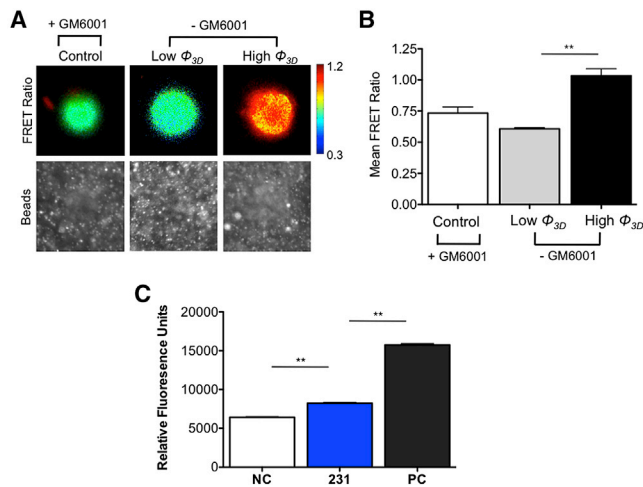 A
+ GM6001
- GM6001
Control
Low Φ3D
High Φ3D
FRET Ratio
1.2
0.3
Beads
B
**
Mean FRET Ratio
1.25
1.00
0.75
0.50
0.25
0.00
Control
Low Φ3D
High Φ3D
+ GM6001
- GM6001
C
Relative Fluoresence Units
20000
15000
10000
5000
0
**
**
NC
231
PC